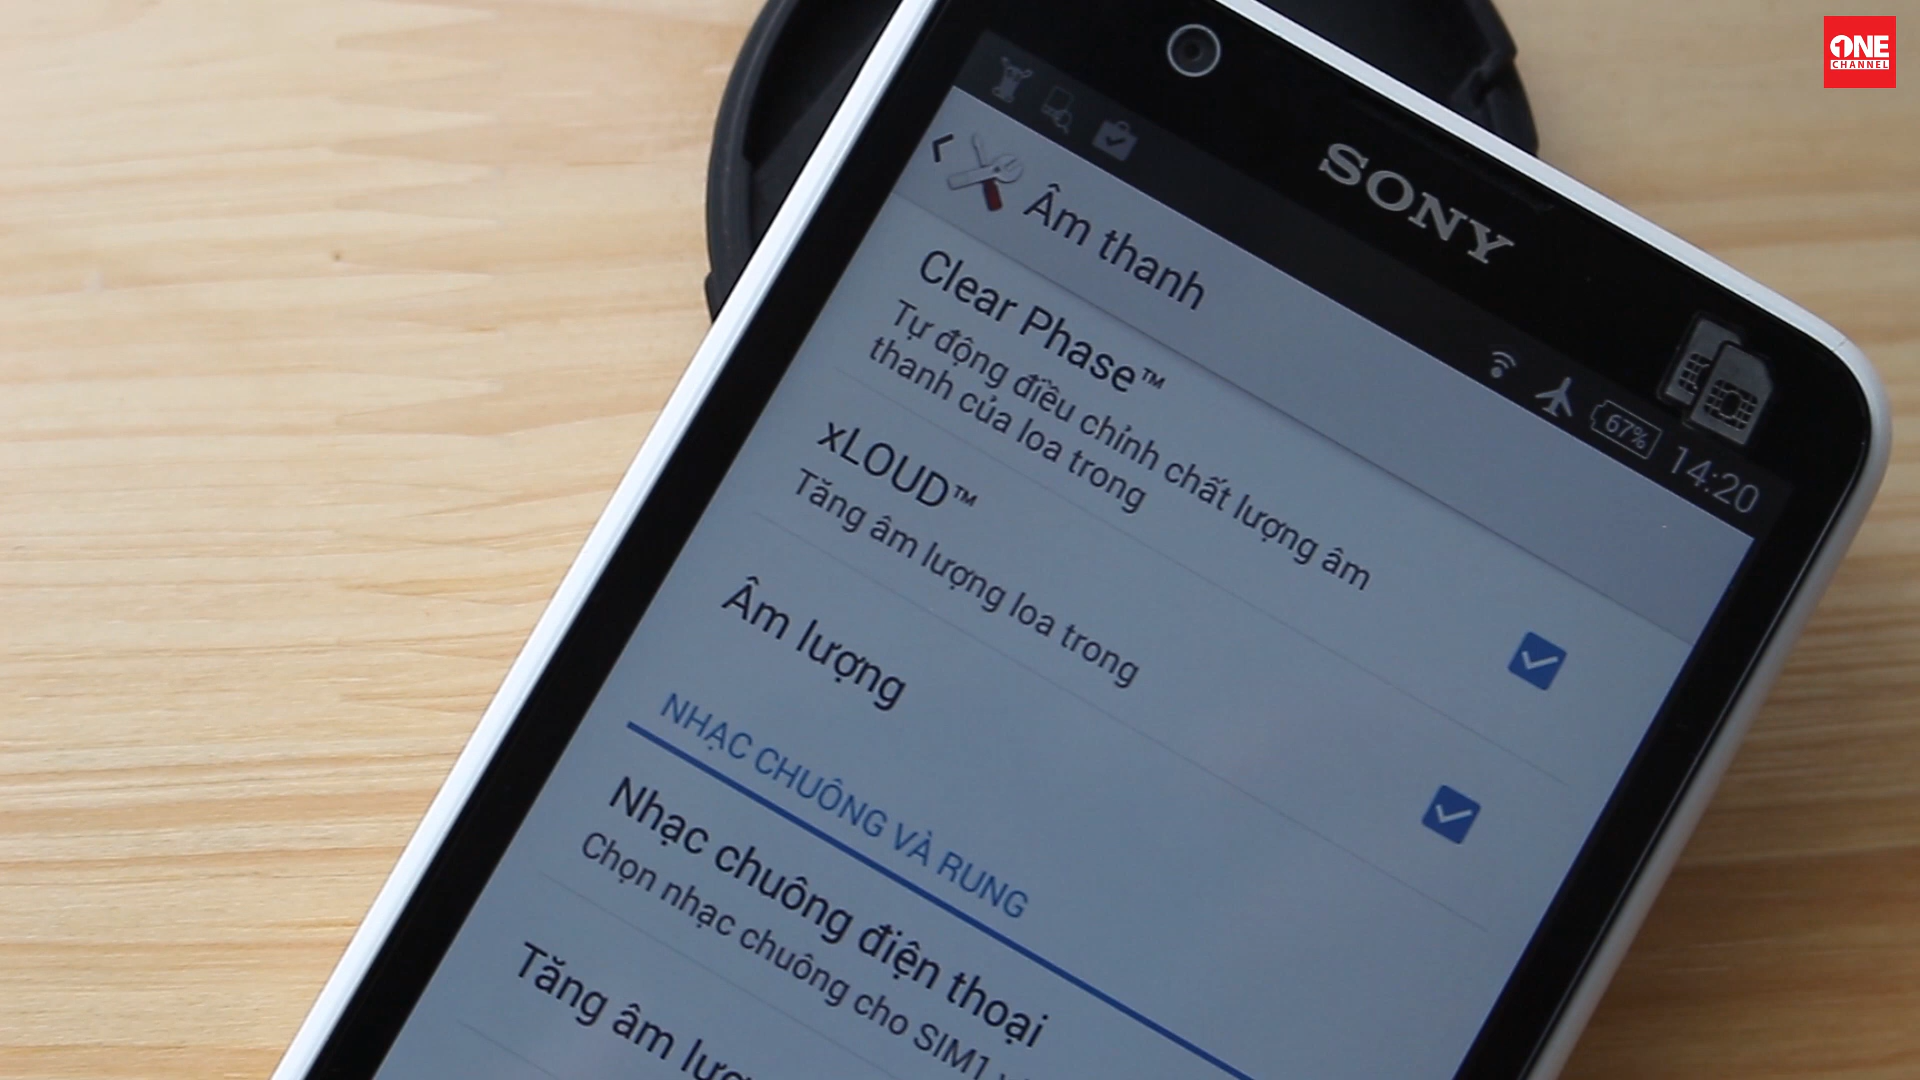 ONE
CHANNEL
SONY
67% 14:20
Âm thanh
Clear Phase™
Tự động điều chỉnh chất lượng âm
thanh của loa trong
xLOUD™
Tăng âm lượng loa trong
Âm lượng
NHẠC CHUÔNG VÀ RUNG
Nhạc chuông điện thoại
Chọn nhạc chuông cho SIM1
Tăng âm